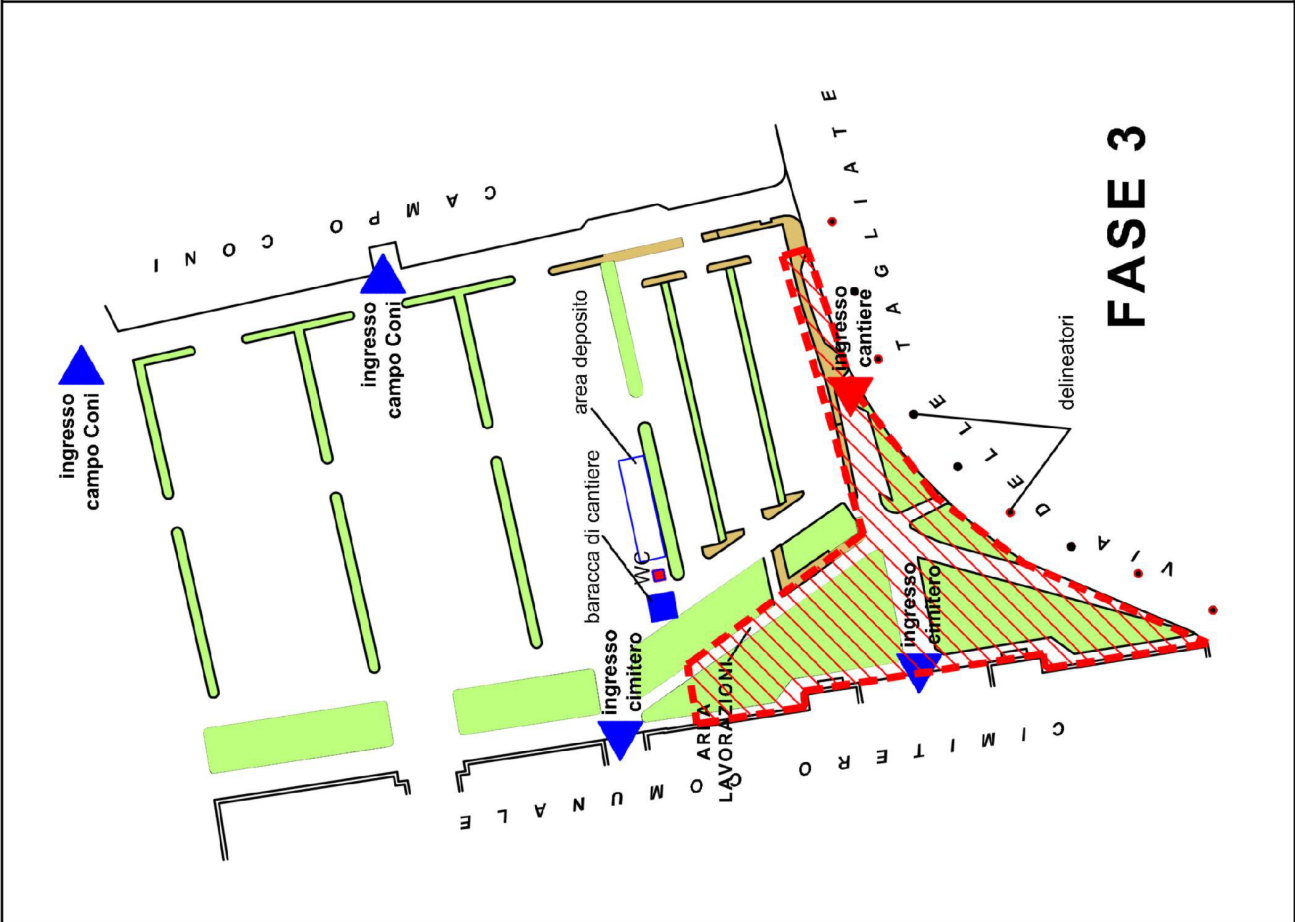 FASE 3
ingresso
campo Coni
ingresso
campo Coni
CAMPO CONI
area deposito
baracca di cantiere
WC
ingresso
cantiere
VIA DELLE TAGLIATE
delineatori
ingresso
cimitero
ingresso
cimitero
AREA
LAVORAZIONI
CIMITERO COMUNALE